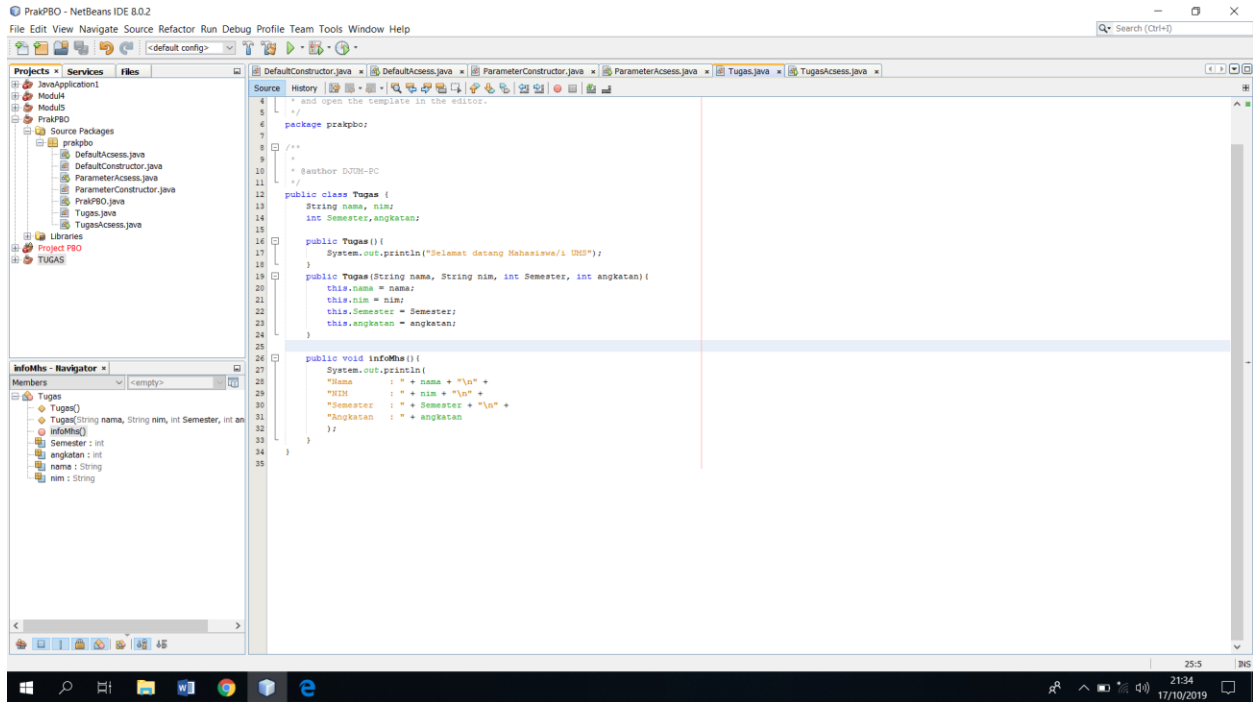 PrakPBO - NetBeans IDE 8.0.2
File Edit View Navigate Source Refactor Run Debug Profile Team Tools Window Help
Search (Ctrl+I)
<default config>
Projects × Services Files
JavaApplication1
Modul4
Modul5
PrakPBO
Source Packages
prakpbo
DefaultAcsess.java
DefaultConstructor.java
ParameterAcsess.java
ParameterConstructor.java
PrakPBO.java
Tugas.java
TugasAcsess.java
Libraries
Project PBO
TUGAS
infoMhs - Navigator ×
Members <empty>
Tugas
Tugas()
Tugas(String nama, String nim, int Semester, int an
infoMhs()
Semester : int
angkatan : int
nama : String
nim : String
DefaultConstructor.java × DefaultAcsess.java × ParameterConstructor.java × ParameterAcsess.java × Tugas.java × TugasAcsess.java ×
Source History
4 * and open the template in the editor.
5 */
6 package prakpbo;
7
8 /**
9 *
10 * @author DJUM-PC
11 */
12 public class Tugas {
13 String nama, nim;
14 int Semester,angkatan;
15
16 public Tugas(){
17 System.out.println("Selamat datang Mahasiswa/i UMS");
18 }
19 public Tugas(String nama, String nim, int Semester, int angkatan){
20 this.nama = nama;
21 this.nim = nim;
22 this.Semester = Semester;
23 this.angkatan = angkatan;
24 }
25
26 public void infoMhs(){
27 System.out.println(
28 "Nama : " + nama + "\n" +
29 "NIM : " + nim + "\n" +
30 "Semester : " + Semester + "\n" +
31 "Angkatan : " + angkatan
32 );
33 }
34 }
35
25:5 INS
21:34
17/10/2019